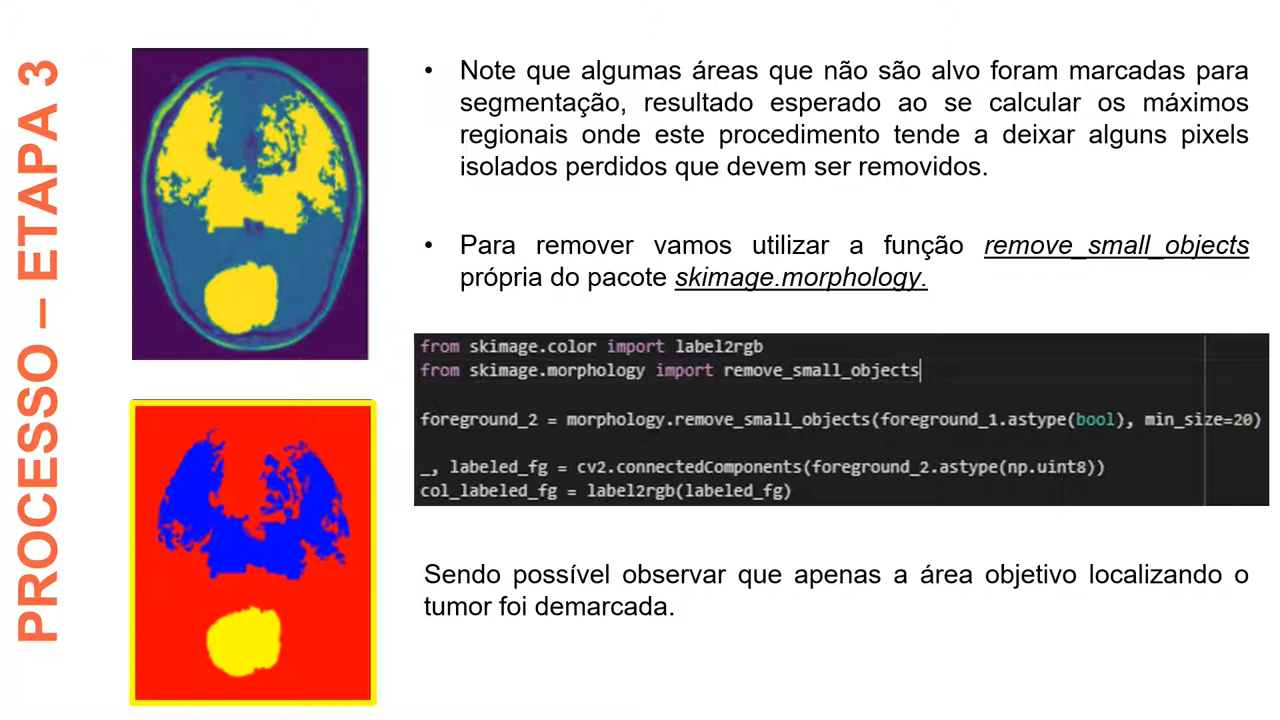 PROCESSO – ETAPA 3
• Note que algumas áreas que não são alvo foram marcadas para
segmentação, resultado esperado ao se calcular os máximos
regionais onde este procedimento tende a deixar alguns pixels
isolados perdidos que devem ser removidos.
• Para remover vamos utilizar a função remove_small_objects
própria do pacote skimage.morphology.
from skimage.color import label2rgb
from skimage.morphology import remove_small_objects
foreground_2 = morphology.remove_small_objects(foreground_1.astype(bool), min_size=20)
_, labeled_fg = cv2.connectedComponents(foreground_2.astype(np.uint8))
col_labeled_fg = label2rgb(labeled_fg)
Sendo possível observar que apenas a área objetivo localizando o
tumor foi demarcada.